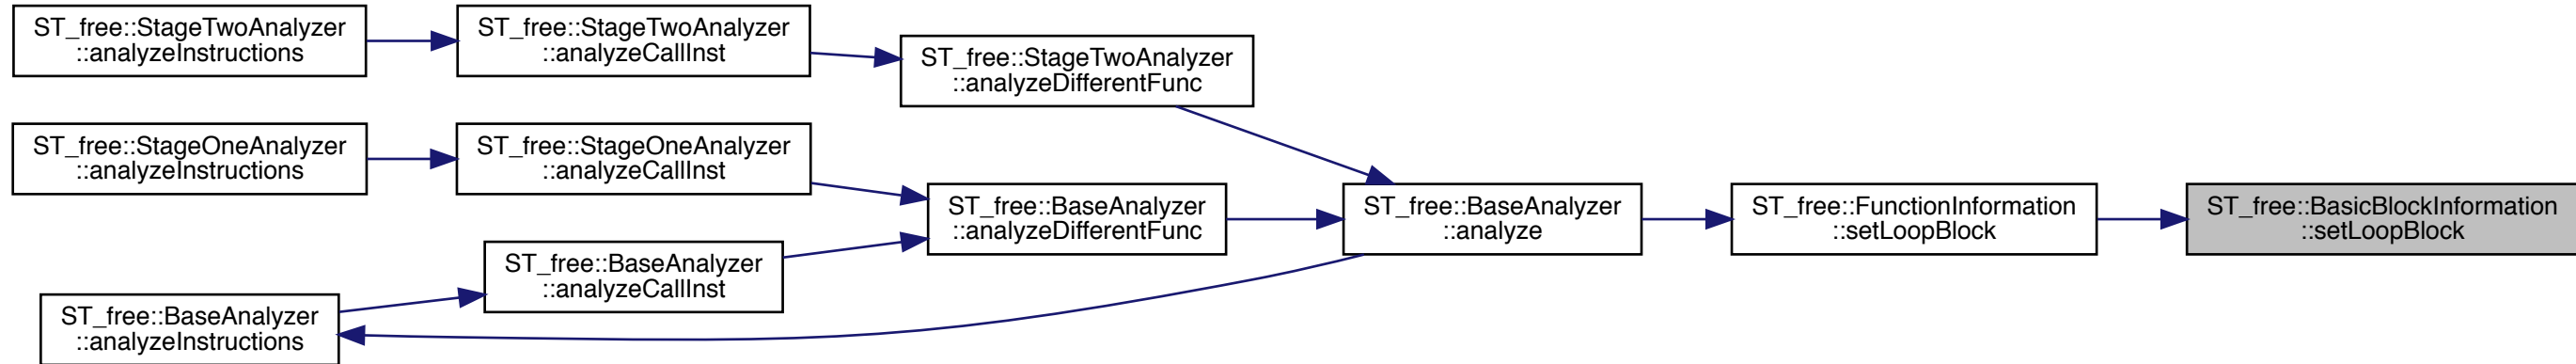 ST_free::StageTwoAnalyzer
::analyzeInstructions
ST_free::StageTwoAnalyzer
::analyzeCallInst
ST_free::StageTwoAnalyzer
::analyzeDifferentFunc
ST_free::StageOneAnalyzer
::analyzeInstructions
ST_free::StageOneAnalyzer
::analyzeCallInst
ST_free::BaseAnalyzer
::analyzeDifferentFunc
ST_free::BaseAnalyzer
::analyze
ST_free::FunctionInformation
::setLoopBlock
ST_free::BasicBlockInformation
::setLoopBlock
ST_free::BaseAnalyzer
::analyzeCallInst
ST_free::BaseAnalyzer
::analyzeInstructions